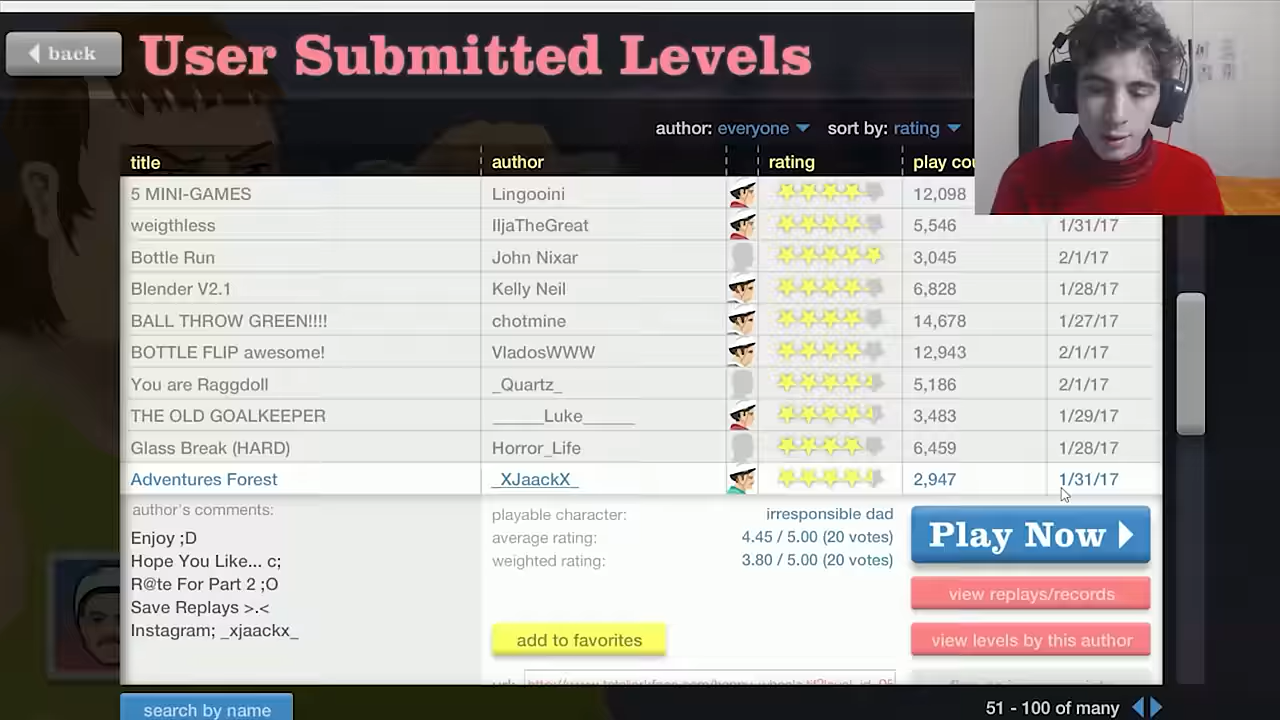 back
User Submitted Levels
author: everyone sort by: rating
title author rating play cou
5 MINI-GAMES Lingooini 12,098
weigthless IljaTheGreat 5,546 1/31/17
Bottle Run John Nixar 3,045 2/1/17
Blender V2.1 Kelly Neil 6,828 1/28/17
BALL THROW GREEN!!!! chotmine 14,678 1/27/17
BOTTLE FLIP awesome! VladosWWW 12,943 2/1/17
You are Raggdoll _Quartz_ 5,186 2/1/17
THE OLD GOALKEEPER _____Luke______ 3,483 1/29/17
Glass Break (HARD) Horror_Life 6,459 1/28/17
Adventures Forest _XJaackX_ 2,947 1/31/17
author's comments:
Enjoy ;D
Hope You Like... c;
R@te For Part 2 ;O
Save Replays >.<
Instagram; _xjaackx_
playable character: irresponsible dad
average rating: 4.45 / 5.00 (20 votes)
weighted rating: 3.80 / 5.00 (20 votes)
add to favorites
Play Now
view replays/records
view levels by this author
search by name
51 - 100 of many